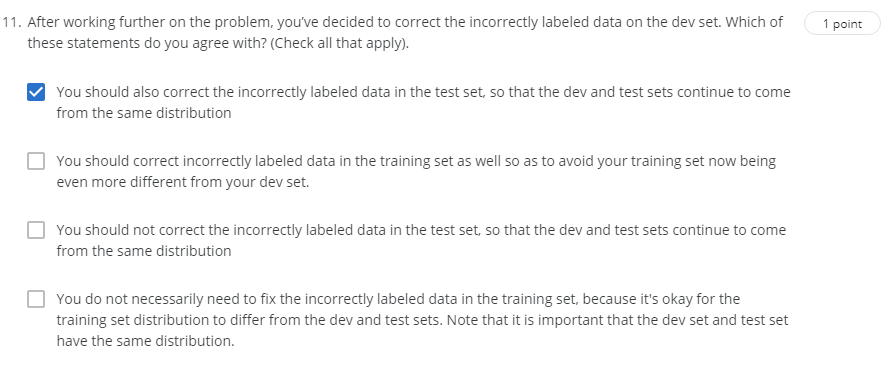 11. After working further on the problem, you've decided to correct the incorrectly labeled data on the dev set. Which of
1 point
these statements do you agree with? (Check all that apply).
You should also correct the incorrectly labeled data in the test set, so that the dev and test sets continue to come
from the same distribution
You should correct incorrectly labeled data in the training set as well so as to avoid your training set now being
even more different from your dev set.
You should not correct the incorrectly labeled data in the test set, so that the dev and test sets continue to come
from the same distribution
You do not necessarily need to fix the incorrectly labeled data in the training set, because it's okay for the
training set distribution to differ from the dev and test sets. Note that it is important that the dev set and test set
have the same distribution.